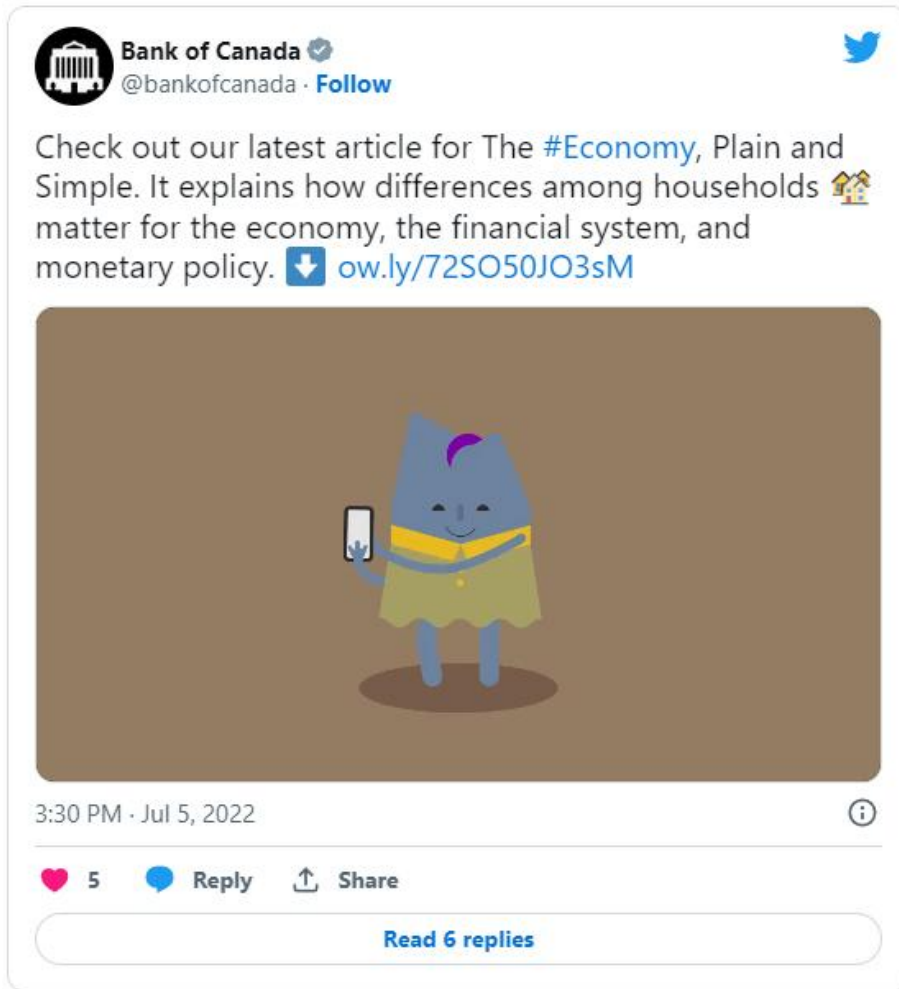 Bank of Canada
@bankofcanada · Follow
Check out our latest article for The #Economy, Plain and
Simple. It explains how differences among households 🏘️
matter for the economy, the financial system, and
monetary policy. ⬇️ ow.ly/72SO50JO3sM
3:30 PM · Jul 5, 2022
5 Reply Share
Read 6 replies